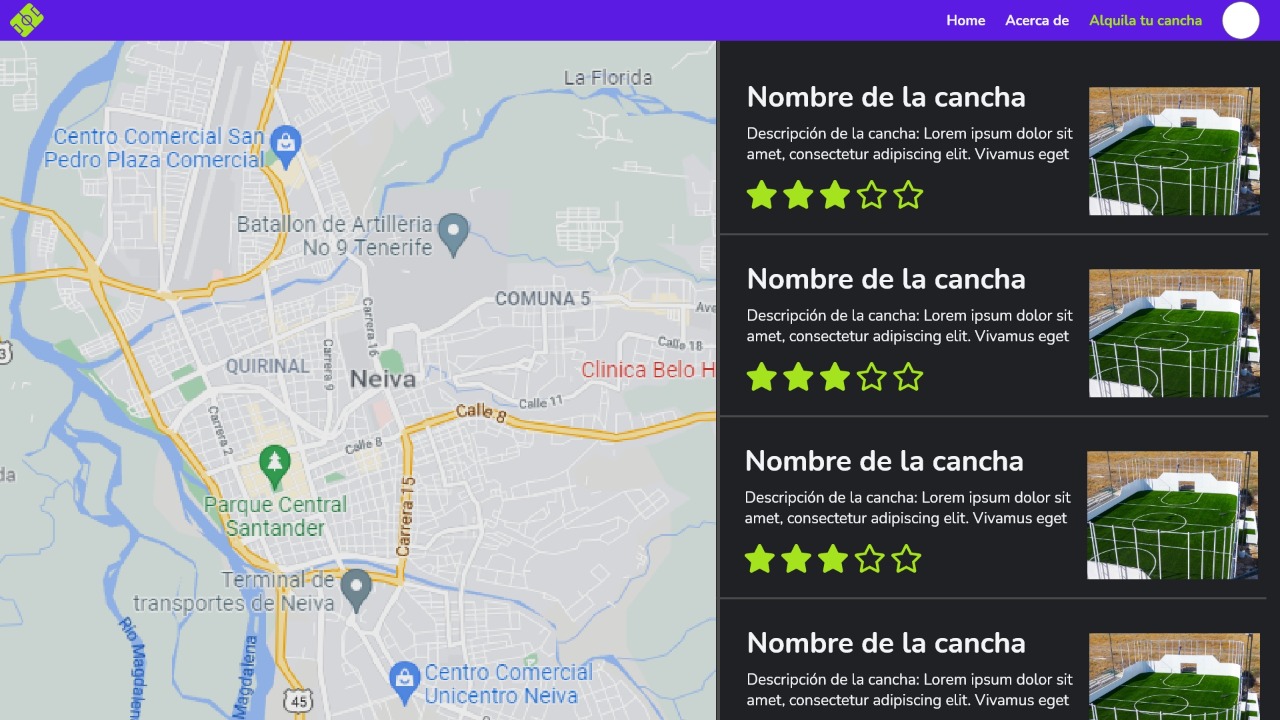 Home
Acerca de
Alquila tu cancha
La Florida
Centro Comercial San
Pedro Plaza Comercial
Batallon de Artilleria
No 9 Tenerife
COMUNA 5
Carrera 16
Calle 18
Carrera 9
QUIRINAL
Neiva
Clinica Belo H
Calle 11
Calle 8
Carrera 2
Calle 8
Parque Central
Santander
Carrera 15
Terminal de
transportes de Neiva
Río Magdalen
Magdalena
Centro Comercial
Unicentro Neiva
45
Nombre de la cancha
Descripción de la cancha: Lorem ipsum dolor sit
amet, consectetur adipiscing elit. Vivamus eget
Nombre de la cancha
Descripción de la cancha: Lorem ipsum dolor sit
amet, consectetur adipiscing elit. Vivamus eget
Nombre de la cancha
Descripción de la cancha: Lorem ipsum dolor sit
amet, consectetur adipiscing elit. Vivamus eget
Nombre de la cancha
Descripción de la cancha: Lorem ipsum dolor sit
amet, consectetur adipiscing elit. Vivamus eget